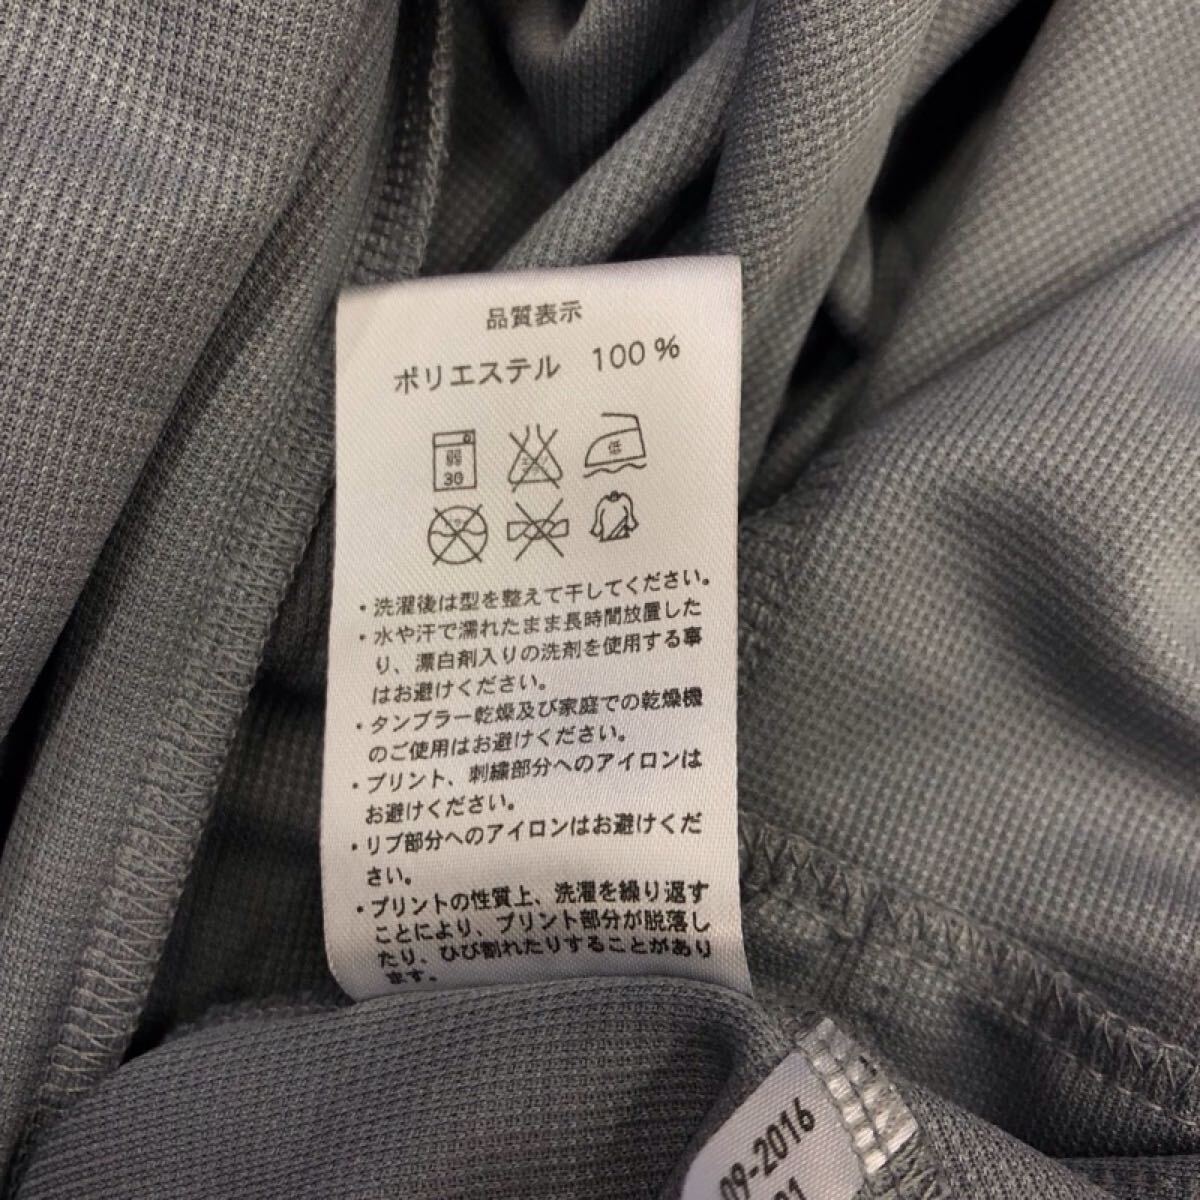 品質表示
ポリエステル 100%
弱
30
低
・洗濯後は型を整えて干してください。
・水や汗で濡れたまま長時間放置した
り、漂白剤入りの洗剤を使用する事
はお避けください。
・タンブラー乾燥及び家庭での乾燥機
のご使用はお避けください。
・プリント、刺繍部分へのアイロンは
お避けください。
・リブ部分へのアイロンはお避けくだ
さい。
・プリントの性質上、洗濯を繰り返す
ことにより、プリント部分が脱落し
たり、ひび割れたりすることがあり
ます。
09-2016
01